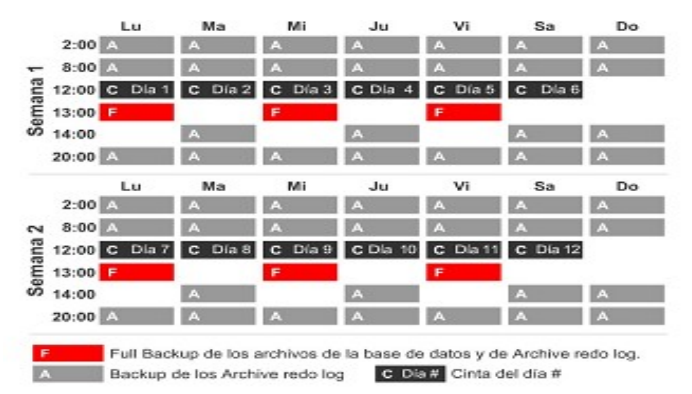 Lu Ma Mi Ju Vi Sa Do
Semana 1
2:00 A A A A A A A
8:00 A A A A A A A
12:00 C Día 1 C Día 2 C Día 3 C Día 4 C Día 5 C Día 6
13:00 F F F
14:00 A A A A
20:00 A A A A A A A
Lu Ma Mi Ju Vi Sa Do
Semana 2
2:00 A A A A A A A
8:00 A A A A A A A
12:00 C Día 7 C Día 8 C Día 9 C Día 10 C Día 11 C Día 12
13:00 F F F
14:00 A A A A
20:00 A A A A A A A
F Full Backup de los archivos de la base de datos y de Archive redo log.
A Backup de los Archive redo log C Día # Cinta del día #